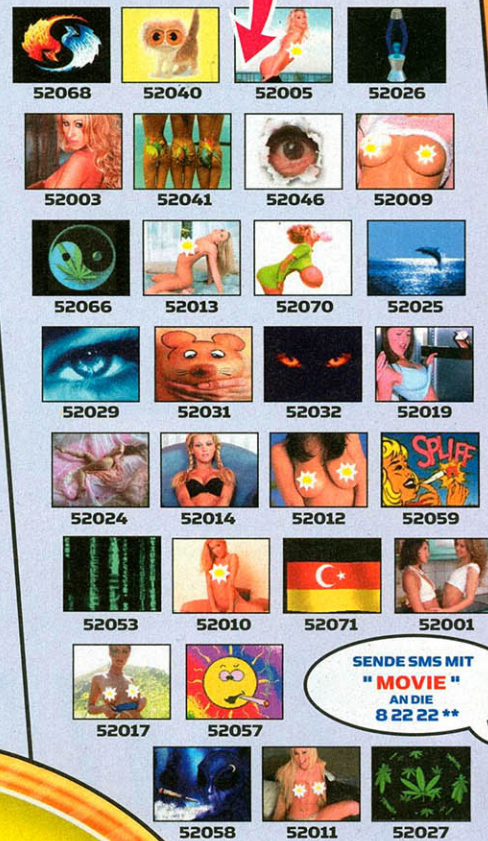 52068 52040 52005 52026
52003 52041 52046 52009
52066 52013 52070 52025
52029 52031 52032 52019
SPLIFF
52024 52014 52012 52059
52053 52010 52071 52001
52017 52057
SENDE SMS MIT
"MOVIE"
AN DIE
8 22 22 **
52058 52011 52027